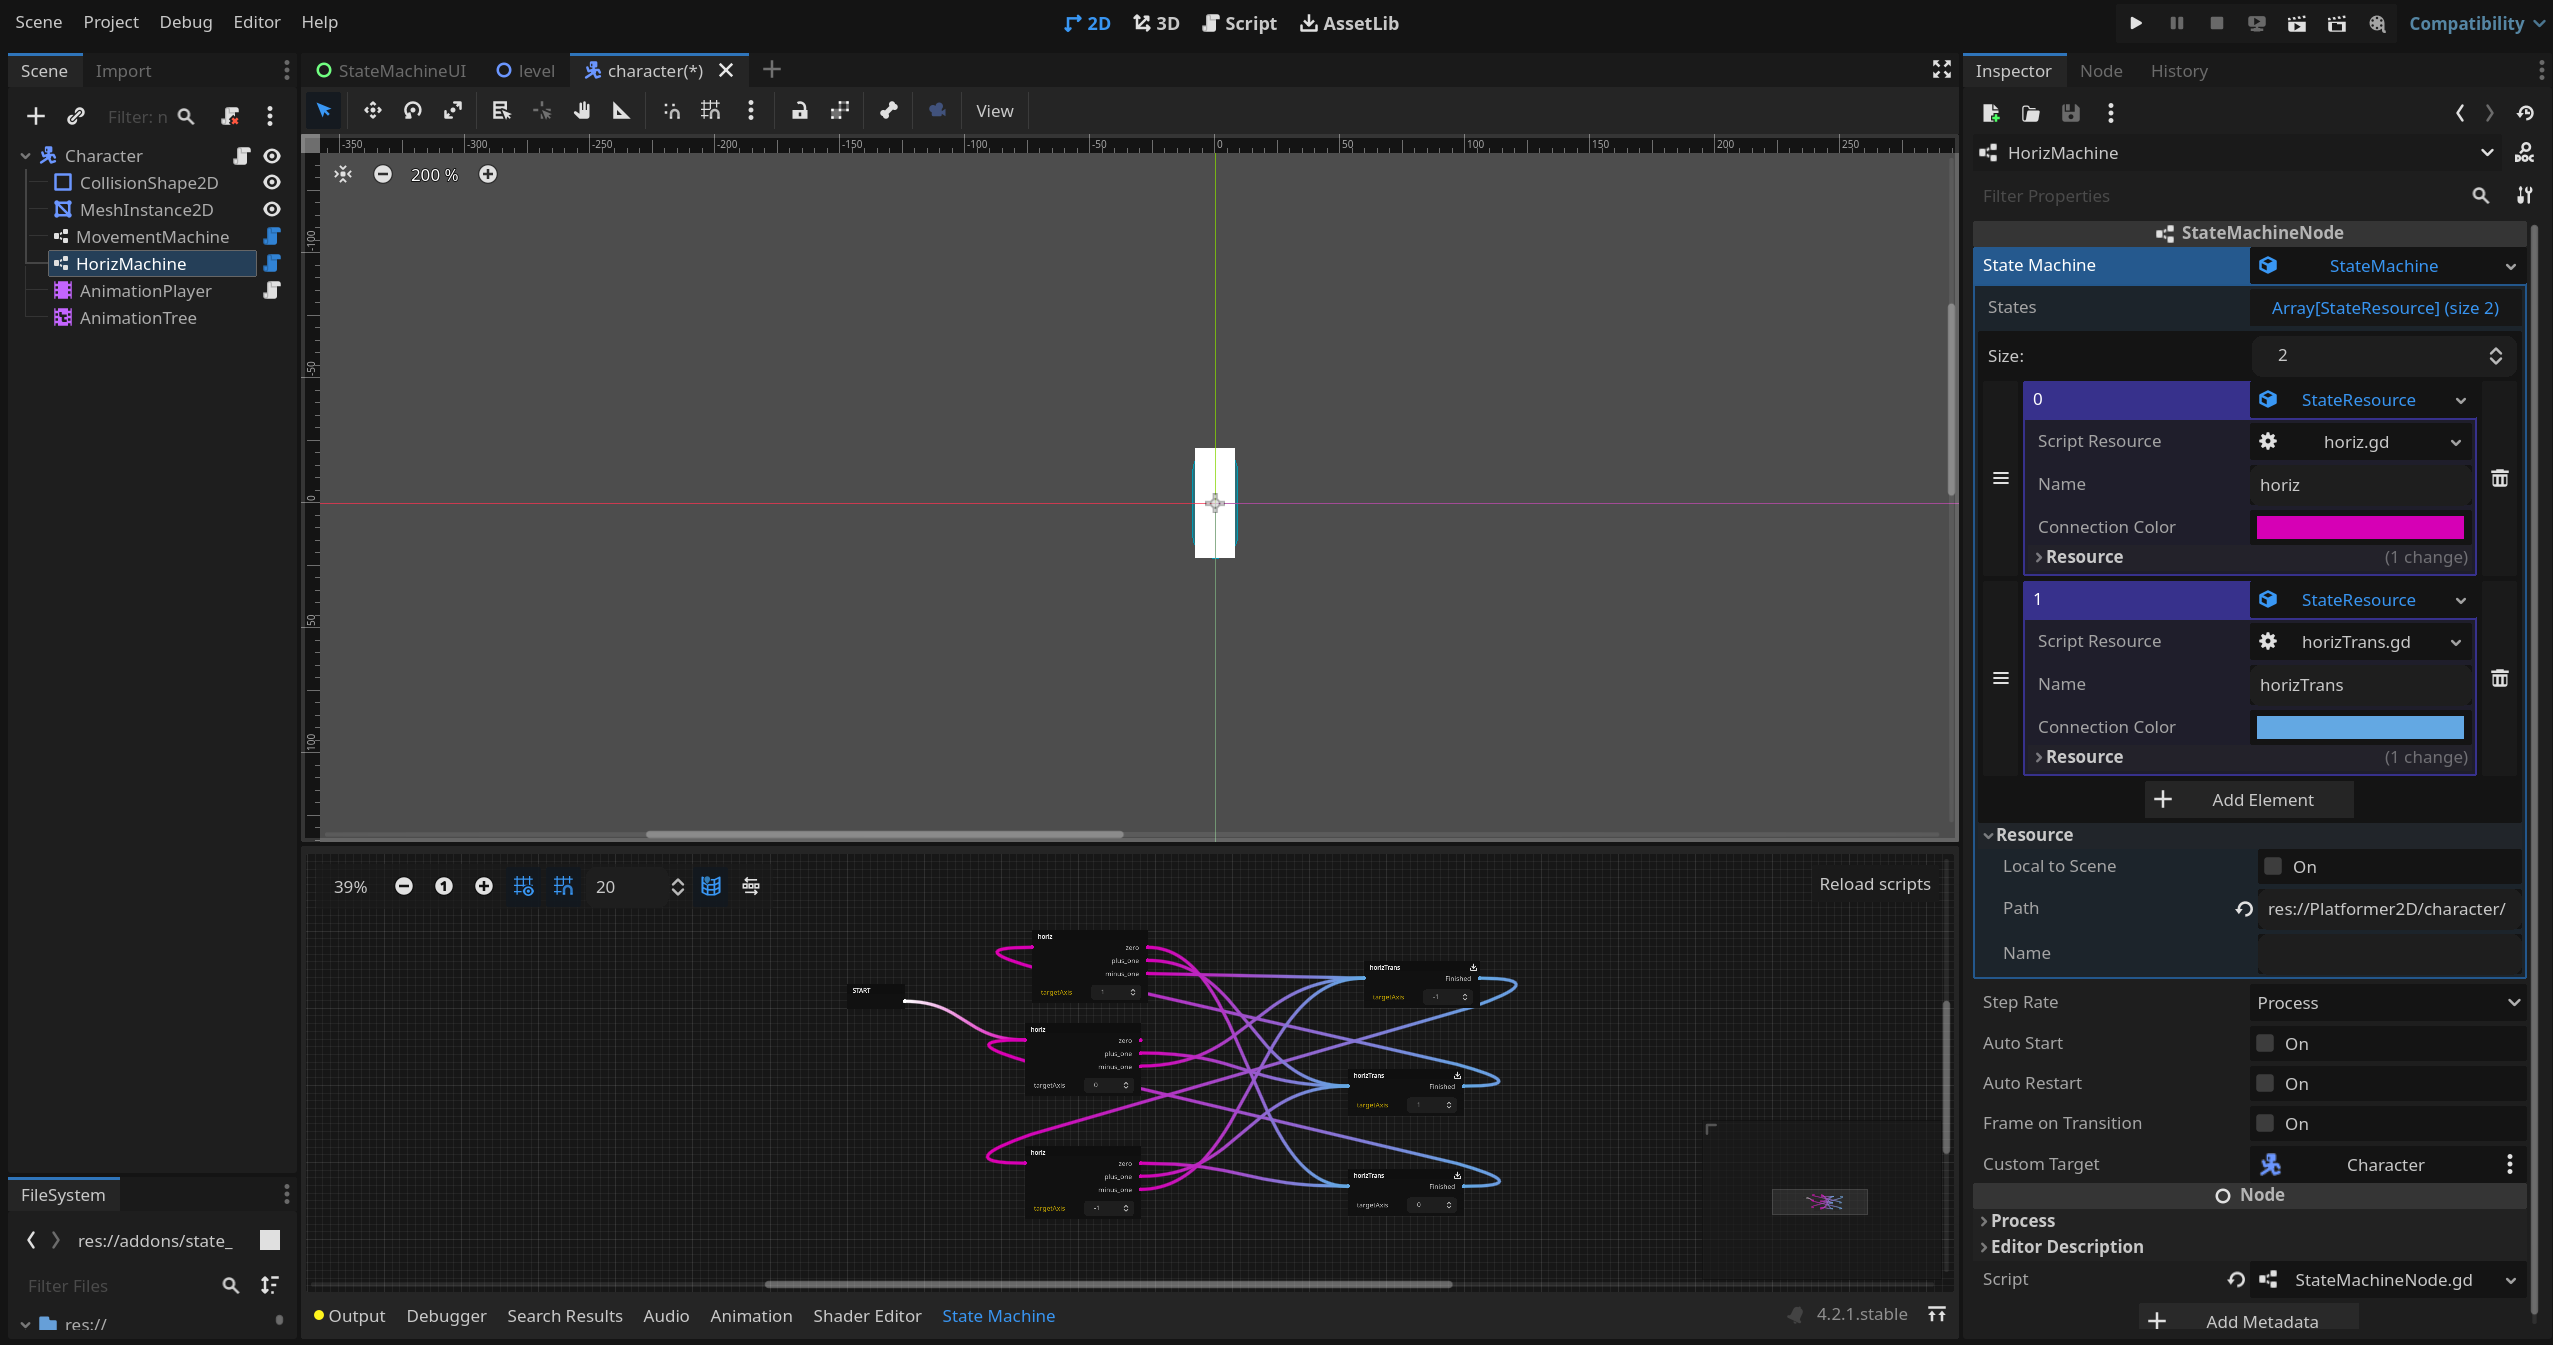 Scene Project Debug Editor Help
2D 3D Script AssetLib
Compatibility
Scene Import
StateMachineUI level character(*)
Inspector Node History
Filter: n
View
Character
CollisionShape2D
MeshInstance2D
MovementMachine
HorizMachine
AnimationPlayer
AnimationTree
-350 -300 -250 -200 -150 -100 -50 0 50 100 150 200 250
200 %
-100
-50
0
50
100
HorizMachine
Filter Properties
StateMachineNode
State Machine StateMachine
States Array[StateResource] (size 2)
Size: 2
0 StateResource
Script Resource horiz.gd
Name horiz
Connection Color
Resource (1 change)
1 StateResource
Script Resource horizTrans.gd
Name horizTrans
Connection Color
Resource (1 change)
Add Element
Resource
Local to Scene On
Path res://Platformer2D/character/
Name
Step Rate Process
Auto Start On
Auto Restart On
Frame on Transition On
Custom Target Character
Node
Process
Editor Description
Script StateMachineNode.gd
Add Metadata
39% 1 20
Reload scripts
START
horiz
zero
plus_one
minus_one
targetAxis 1
horiz
zero
plus_one
minus_one
targetAxis 0
horiz
zero
plus_one
minus_one
targetAxis -1
horizTrans
Finished
targetAxis -1
horizTrans
Finished
targetAxis 1
horizTrans
Finished
targetAxis 0
FileSystem
res://addons/state_
Filter Files
res://
Output Debugger Search Results Audio Animation Shader Editor State Machine
4.2.1.stable